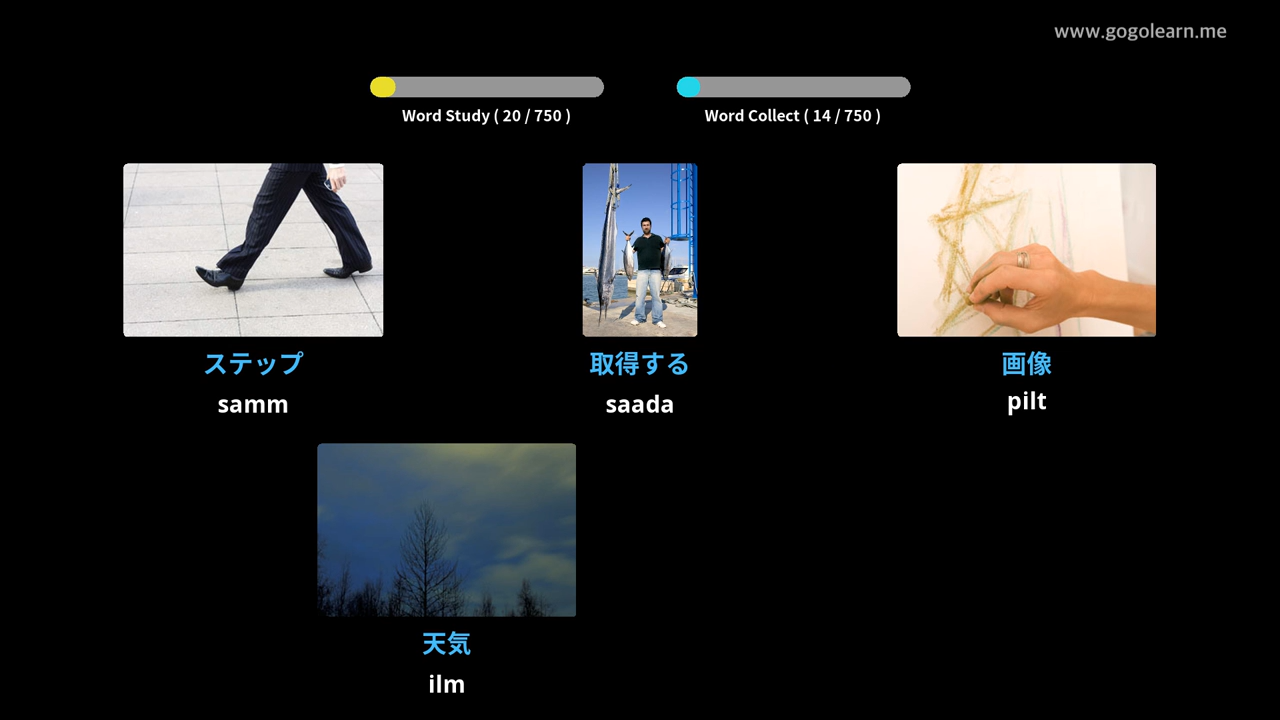 www.gogolearn.me
Word Study ( 20 / 750 )
Word Collect ( 14 / 750 )
ステップ
samm
取得する
saada
画像
pilt
天気
ilm